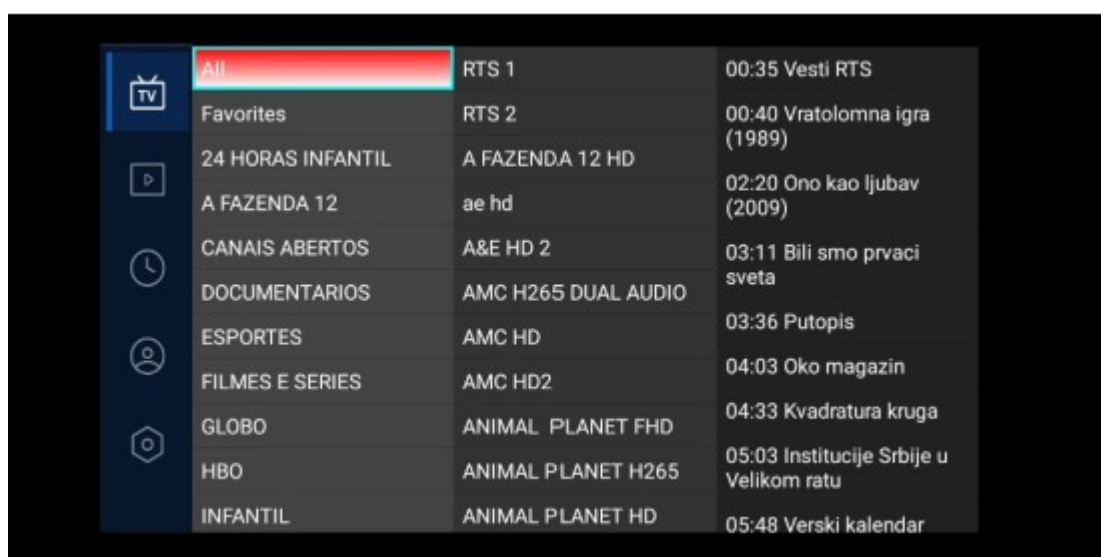 TV
All
Favorites
24 HORAS INFANTIL
A FAZENDA 12
CANAIS ABERTOS
DOCUMENTARIOS
ESPORTES
FILMES E SERIES
GLOBO
HBO
INFANTIL
RTS 1
RTS 2
A FAZENDA 12 HD
ae hd
A&E HD 2
AMC H265 DUAL AUDIO
AMC HD
AMC HD2
ANIMAL PLANET FHD
ANIMAL PLANET H265
ANIMAL PLANET HD
00:35 Vesti RTS
00:40 Vratolomna igra
(1989)
02:20 Ono kao ljubav
(2009)
03:11 Bili smo prvaci
sveta
03:36 Putopis
04:03 Oko magazin
04:33 Kvadratura kruga
05:03 Institucije Srbije u
Velikom ratu
05:48 Verski kalendar